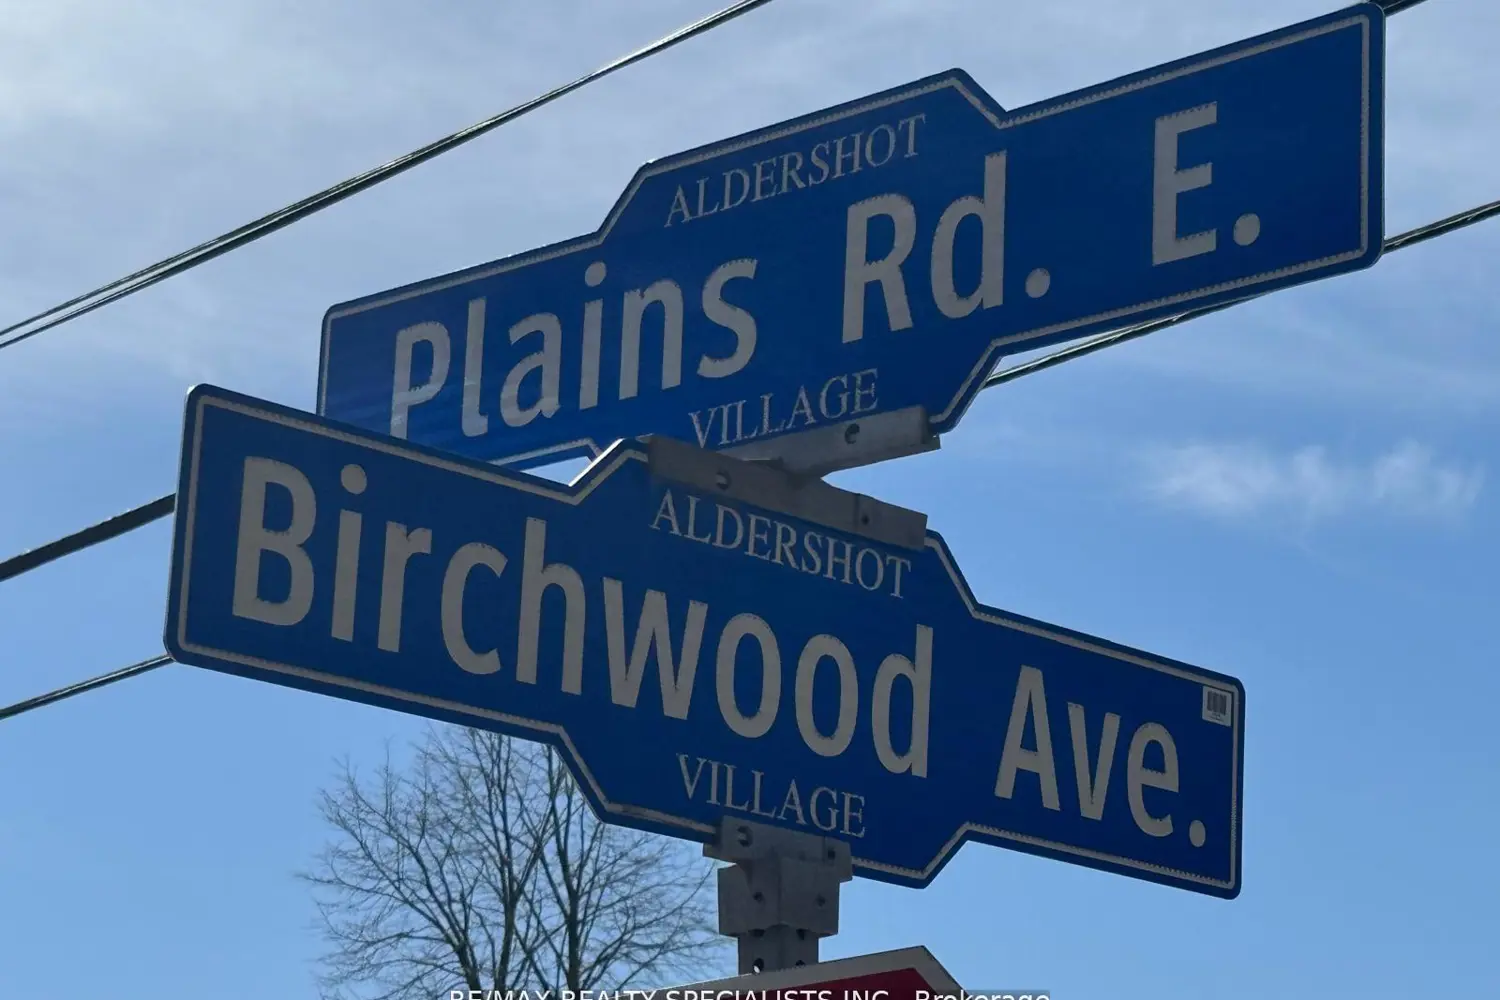 ALDERSHOT
Plains Rd. E.
VILLAGE
ALDERSHOT
Birchwood Ave.
VILLAGE
RE/MAX REALTY SPECIALISTS INC., Brokerage